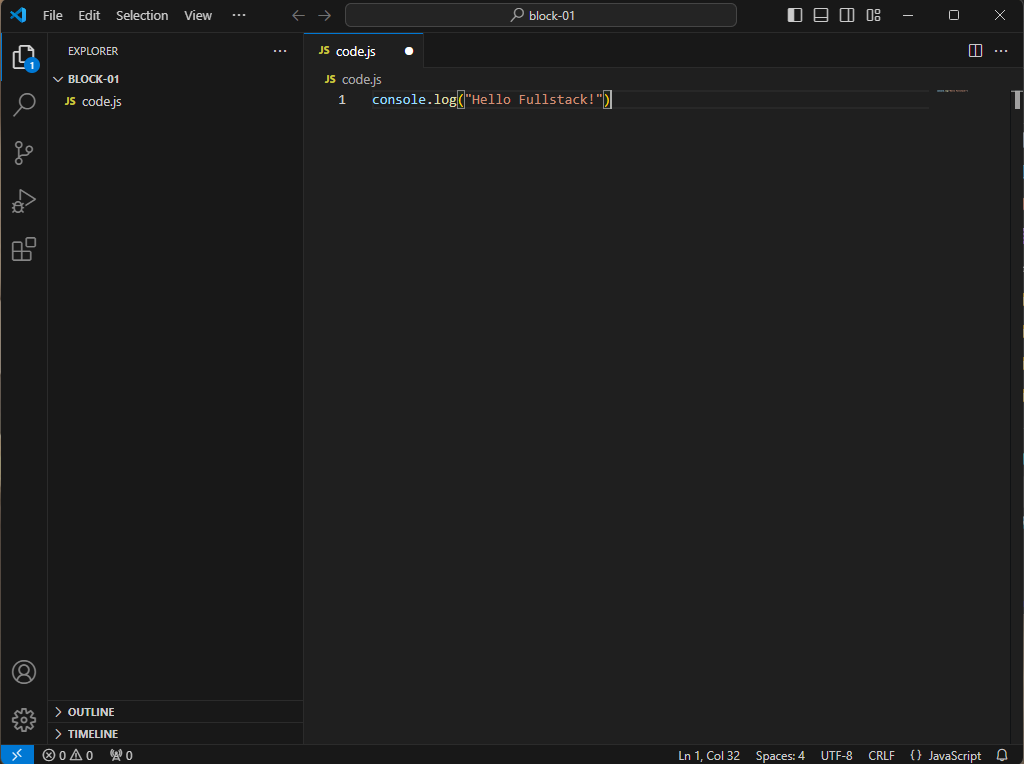 File Edit Selection View ··· block-01
EXPLORER ···
BLOCK-01
JS code.js
JS code.js
JS code.js
1 console.log("Hello Fullstack!")
1
OUTLINE
TIMELINE
0 0 0 Ln 1, Col 32 Spaces: 4 UTF-8 CRLF {} JavaScript